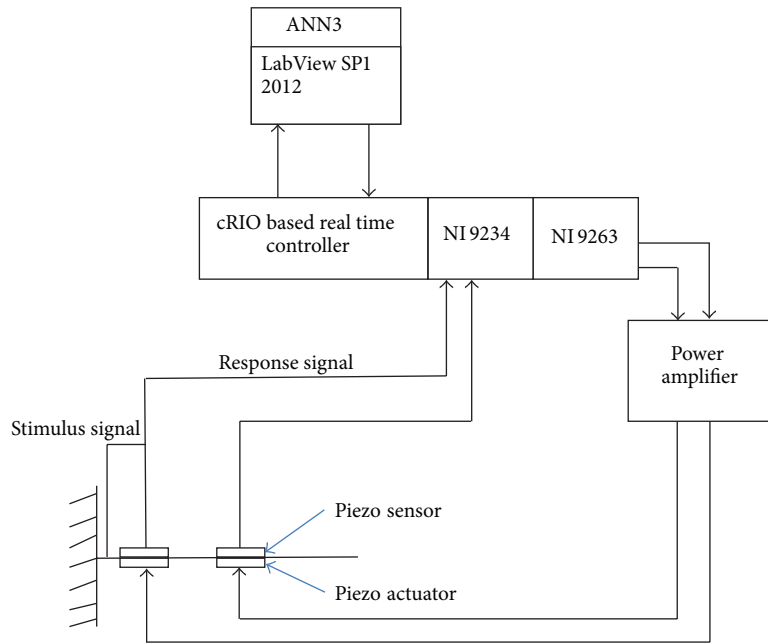 ANN3
LabView SP1
2012
cRIO based real time
controller
NI 9234
NI 9263
Power
amplifier
Response signal
Stimulus signal
Piezo sensor
Piezo actuator